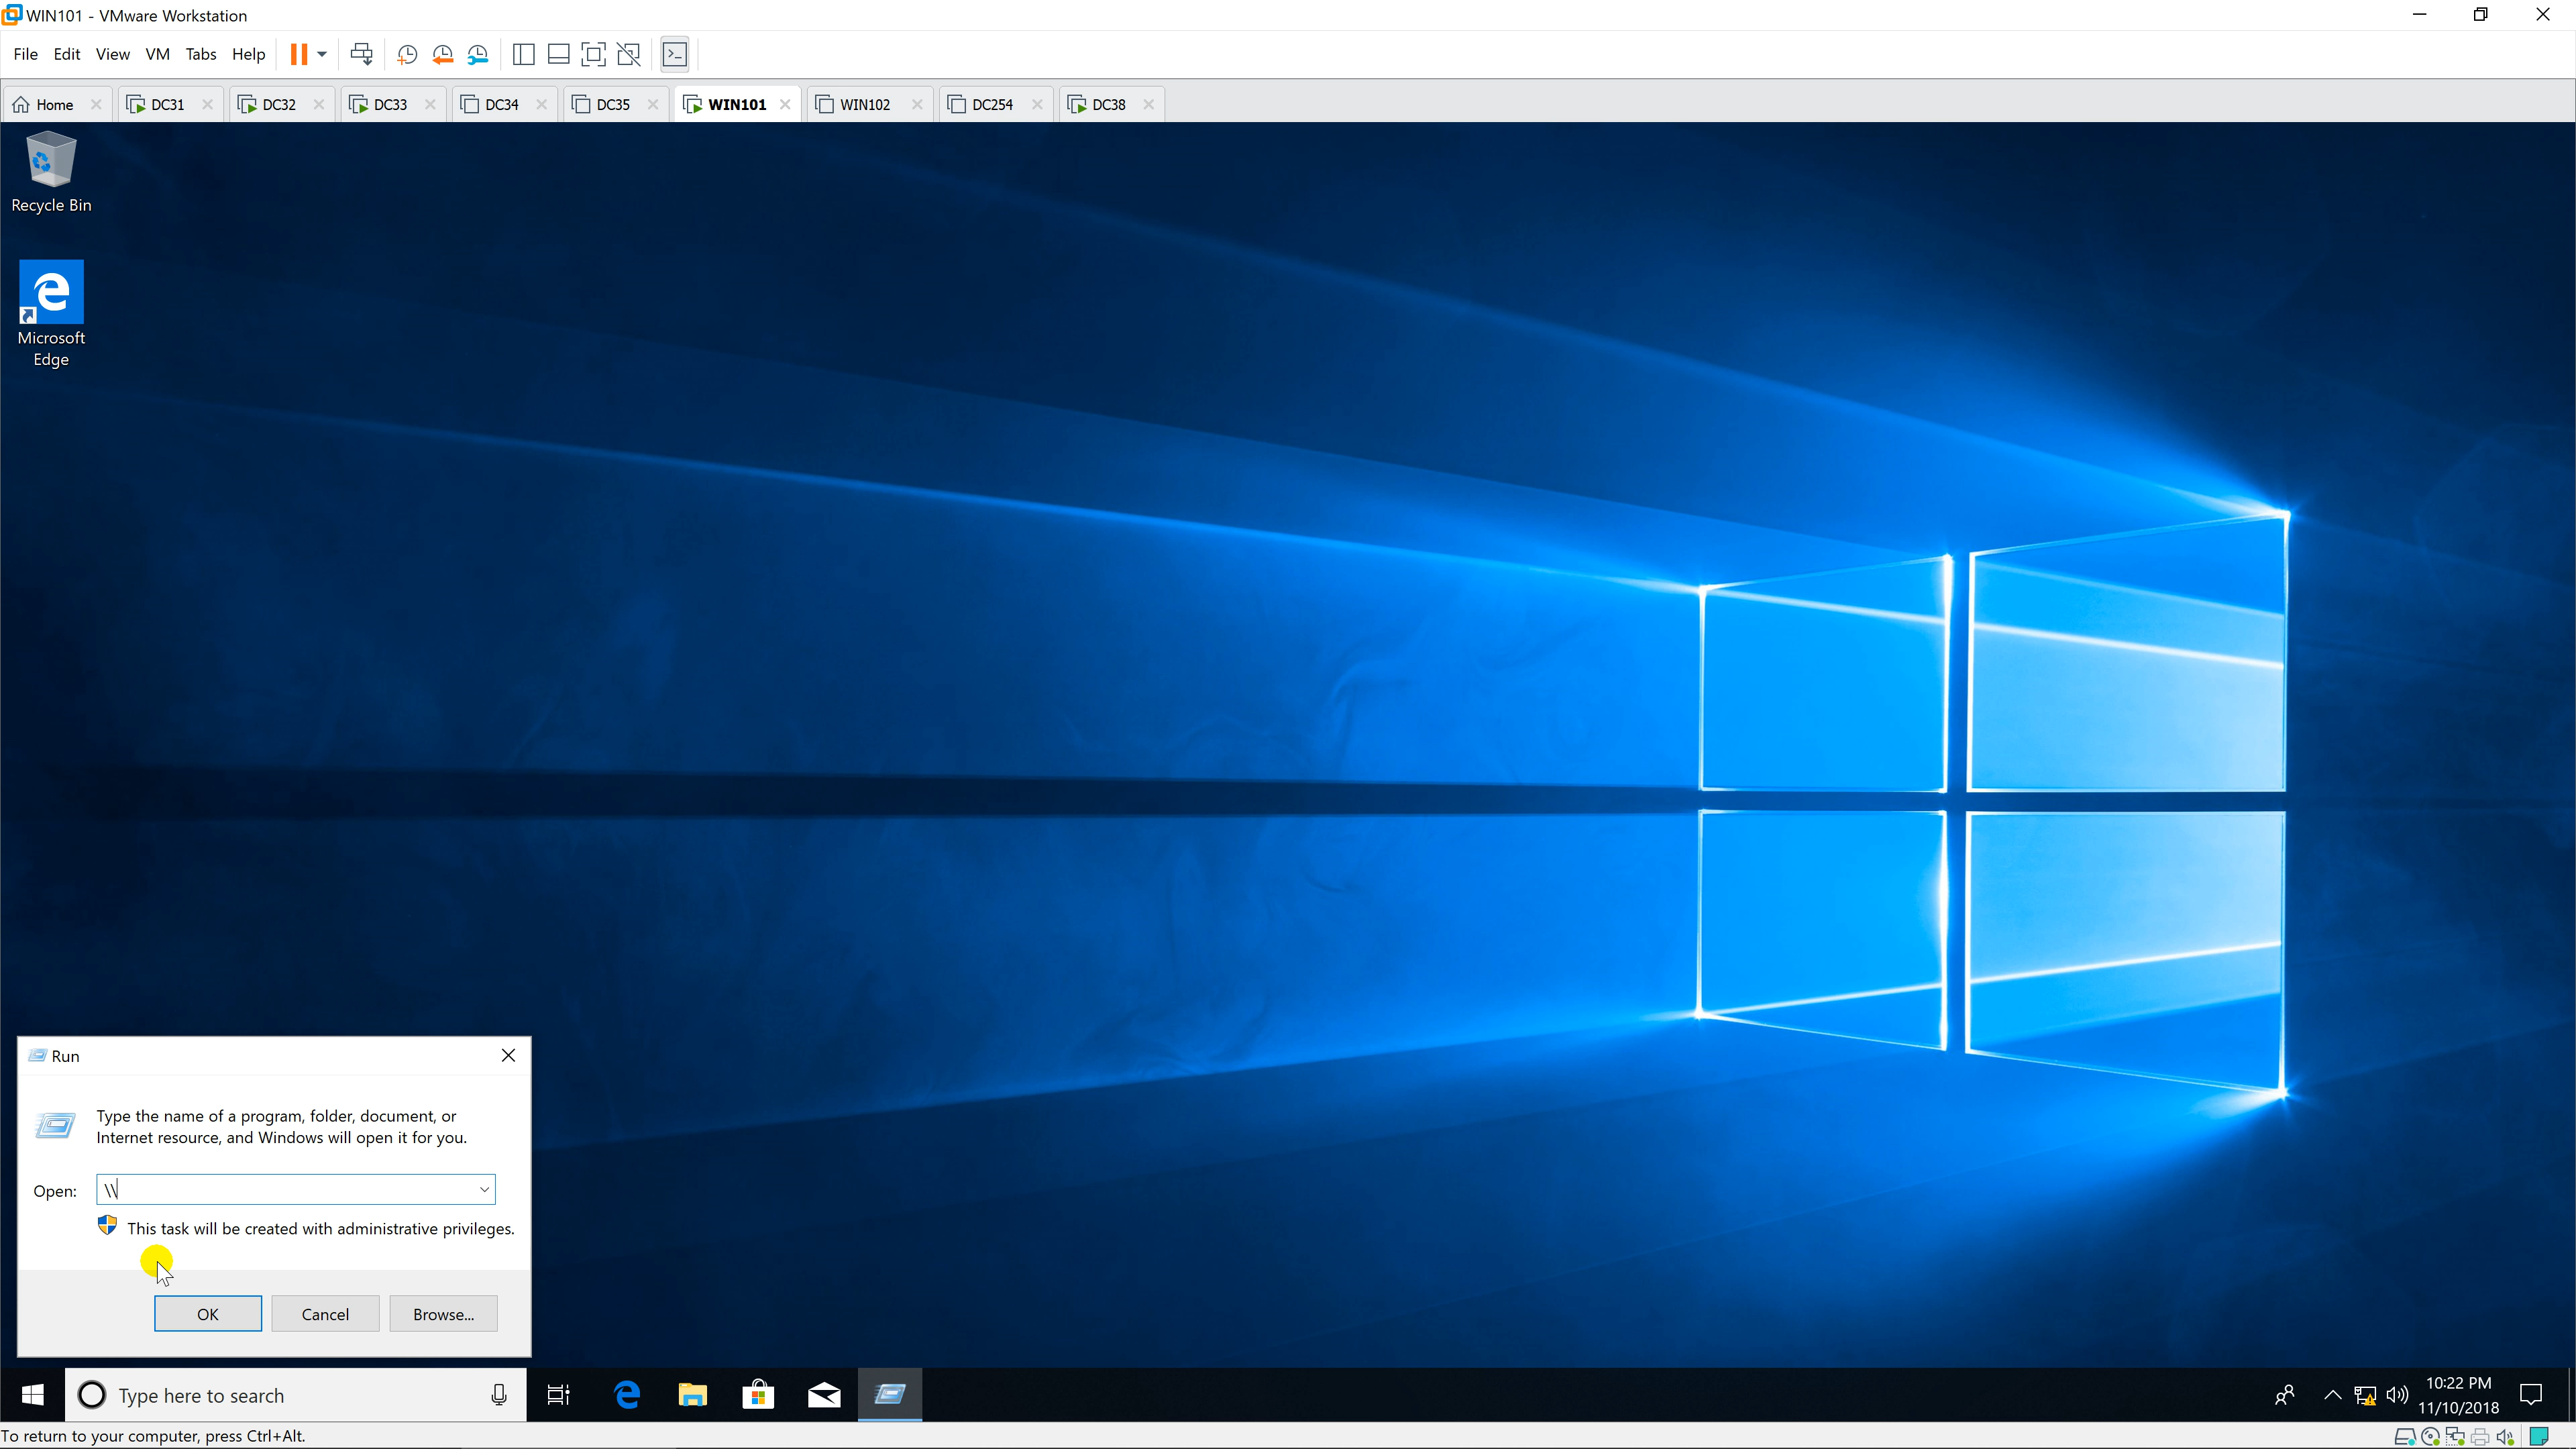 WIN101 - VMware Workstation
File Edit View VM Tabs Help
Home DC31 DC32 DC33 DC34 DC35 WIN101 WIN102 DC254 DC38
Recycle Bin
Microsoft
Edge
Run
Type the name of a program, folder, document, or
Internet resource, and Windows will open it for you.
Open: \\
This task will be created with administrative privileges.
OK Cancel Browse...
Type here to search
10:22 PM
11/10/2018
To return to your computer, press Ctrl+Alt.